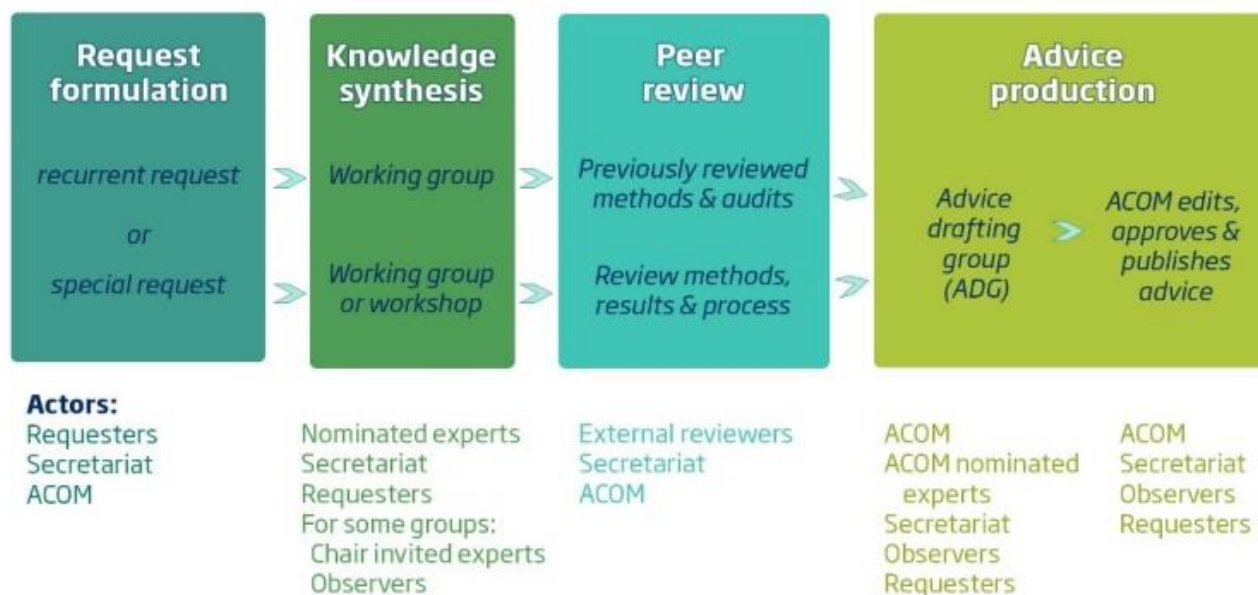 Request
formulation
recurrent request
or
special request
Knowledge
synthesis
Working group
Working group
or workshop
Peer
review
Previously reviewed
methods & audits
Review methods,
results & process
Advice
production
Advice
drafting
group
(ADG)
ACOM edits,
approves &
publishes
advice
Actors:
Requesters
Secretariat
ACOM
Nominated experts
Secretariat
Requesters
For some groups:
Chair invited experts
Observers
External reviewers
Secretariat
ACOM
ACOM
ACOM nominated
experts
Secretariat
Observers
Requesters
ACOM
Secretariat
Observers
Requesters